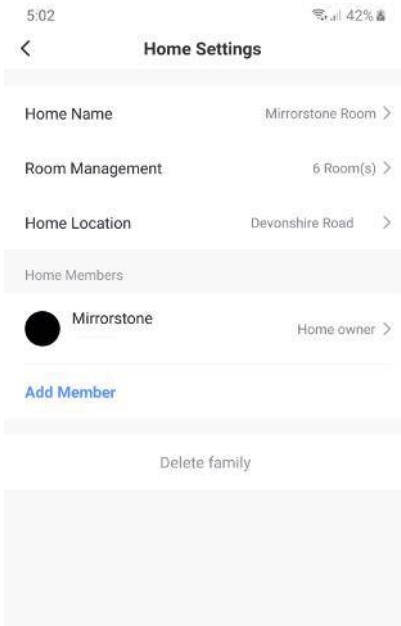 5:02 42%
Home Settings
Home Name Mirrorstone Room
Room Management 6 Room(s)
Home Location Devonshire Road
Home Members
Mirrorstone
Home owner
Add Member
Delete family